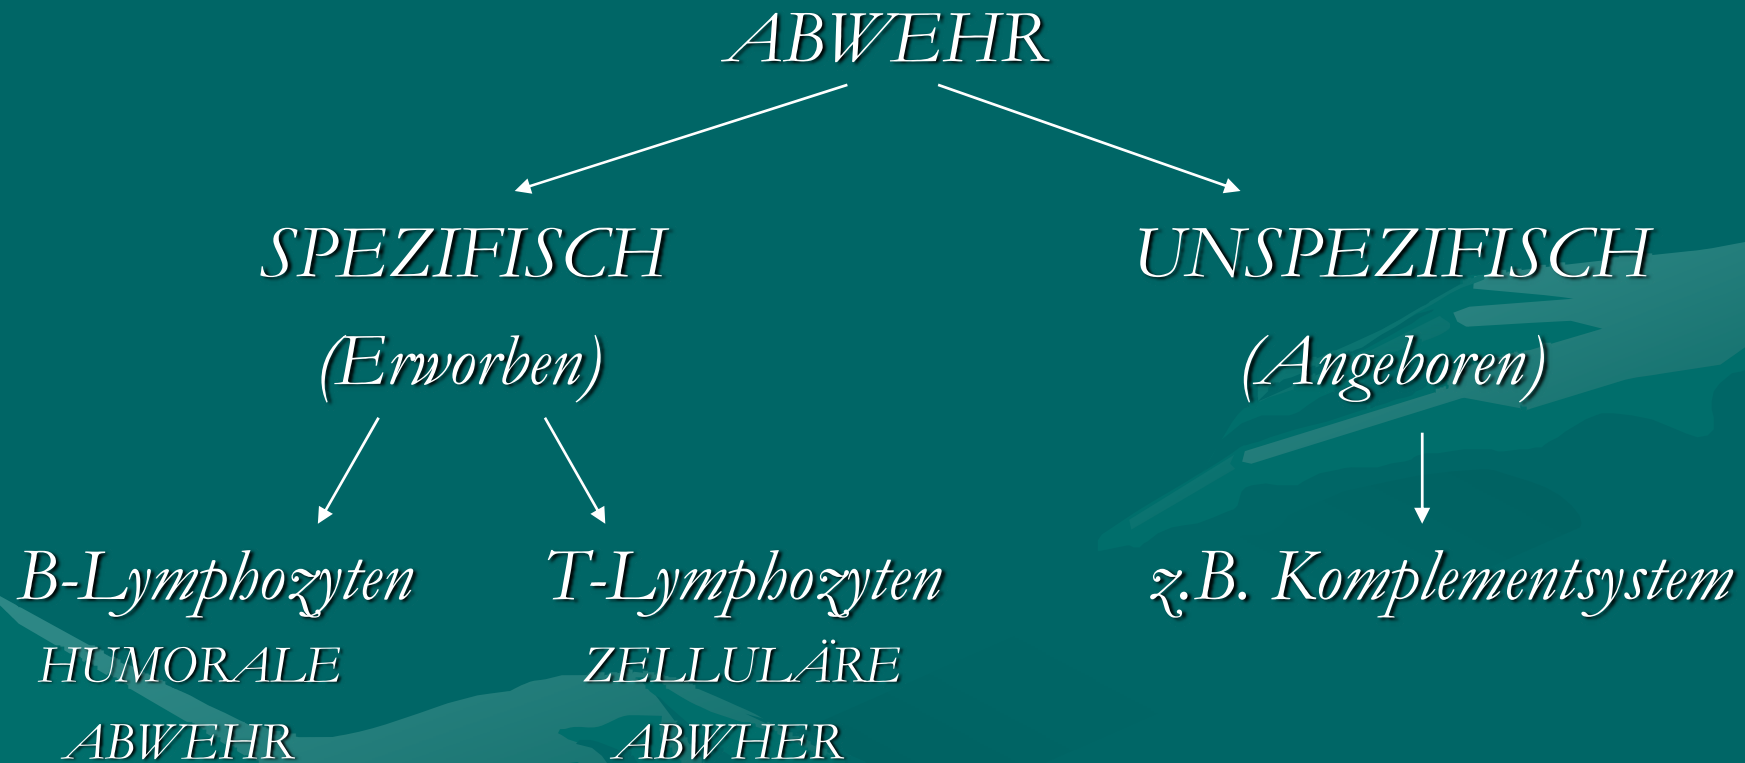 ABWEHR
SPEZIFISCH
(Erworben)
UNSPEZIFISCH
(Angeboren)
B-Lymphozyten
HUMORALE
ABWEHR
T-Lymphozyten
ZELLULÄRE
ABWHER
z.B. Komplementsystem